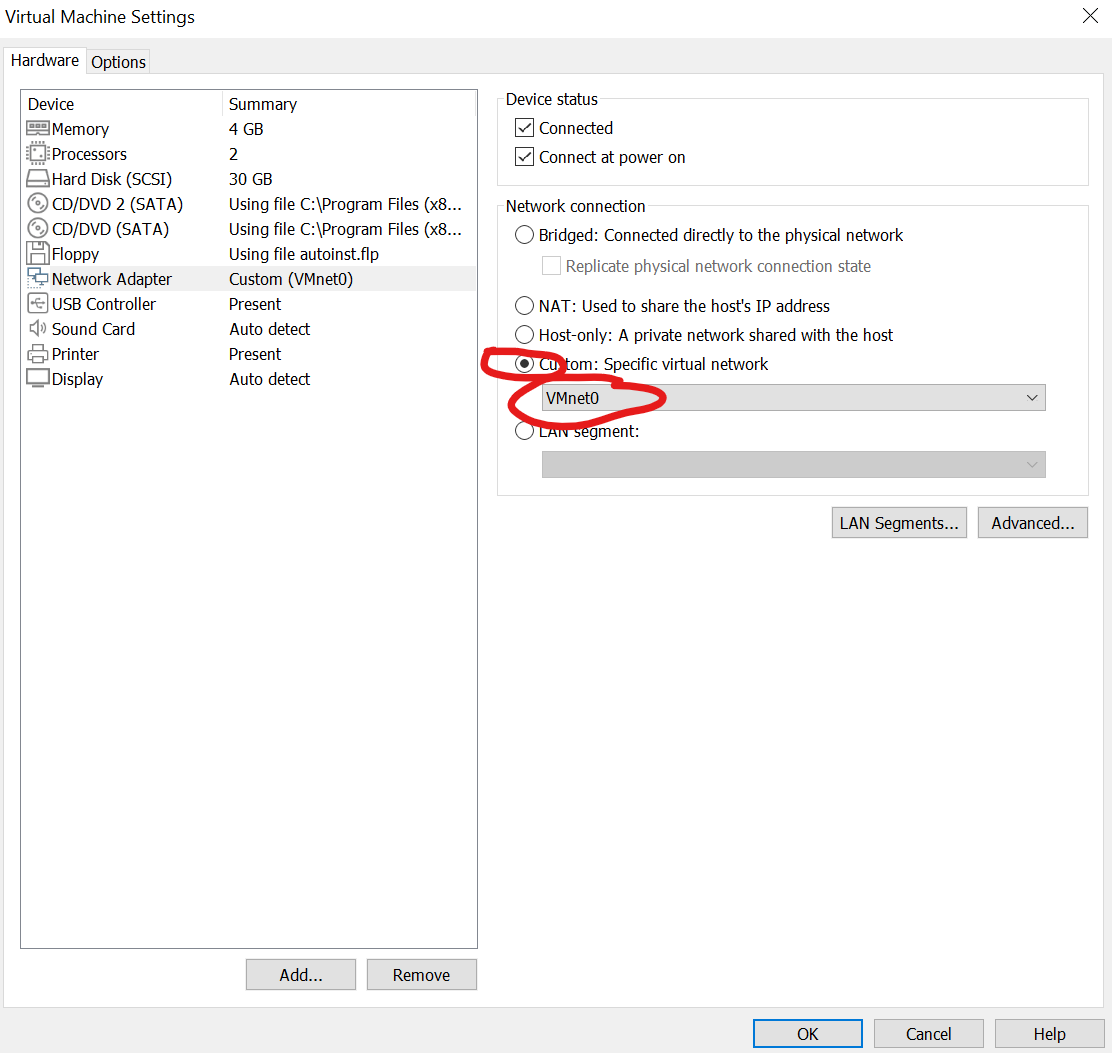 Virtual Machine Settings
Hardware
Options
Device Summary
Memory 4 GB
Processors 2
Hard Disk (SCSI) 30 GB
CD/DVD 2 (SATA) Using file C:\Program Files (x8...
CD/DVD (SATA) Using file C:\Program Files (x8...
Floppy Using file autoinst.flp
Network Adapter Custom (VMnet0)
USB Controller Present
Sound Card Auto detect
Printer Present
Display Auto detect
Add...
Remove
Device status
Connected
Connect at power on
Network connection
Bridged: Connected directly to the physical network
Replicate physical network connection state
NAT: Used to share the host's IP address
Host-only: A private network shared with the host
Custom: Specific virtual network
VMnet0
LAN segment:
LAN Segments...
Advanced...
OK
Cancel
Help